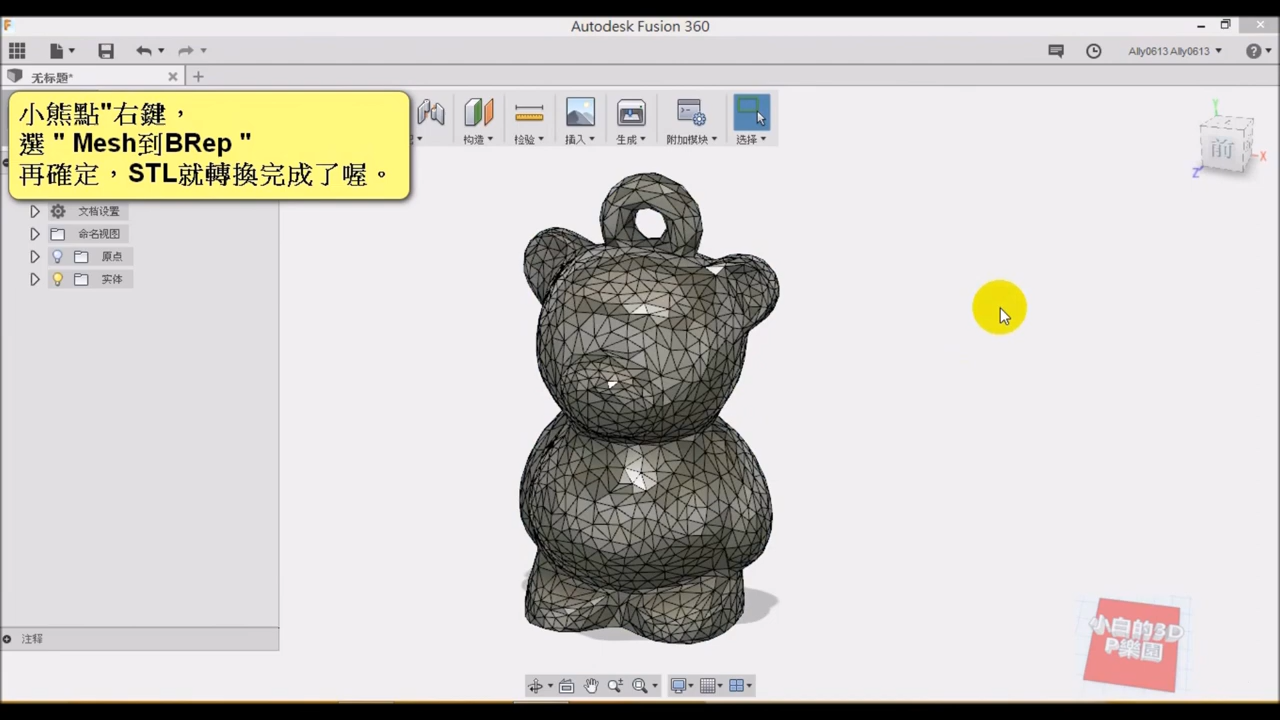 Autodesk Fusion 360
Ally0613 Ally0613
无标题*
小熊點"右鍵，
選 " Mesh到BRep "
再確定，STL就轉換完成了喔。
构造 检验 插入 生成 附加模块 选择
前
X
Y
Z
文档设置
命名视图
原点
实体
小白的3D
P樂園
注释